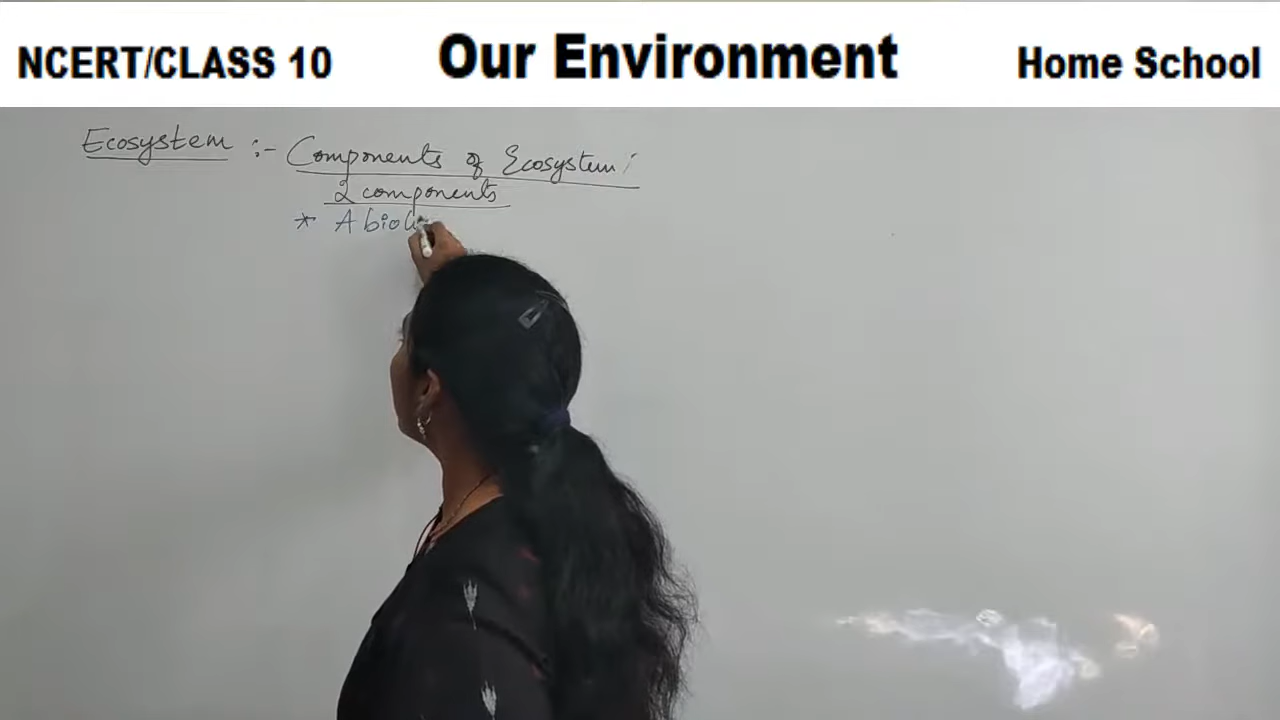 NCERT/CLASS 10 Our Environment Home School
Ecosystem :- Components of Ecosystem :
2 components
* Abio